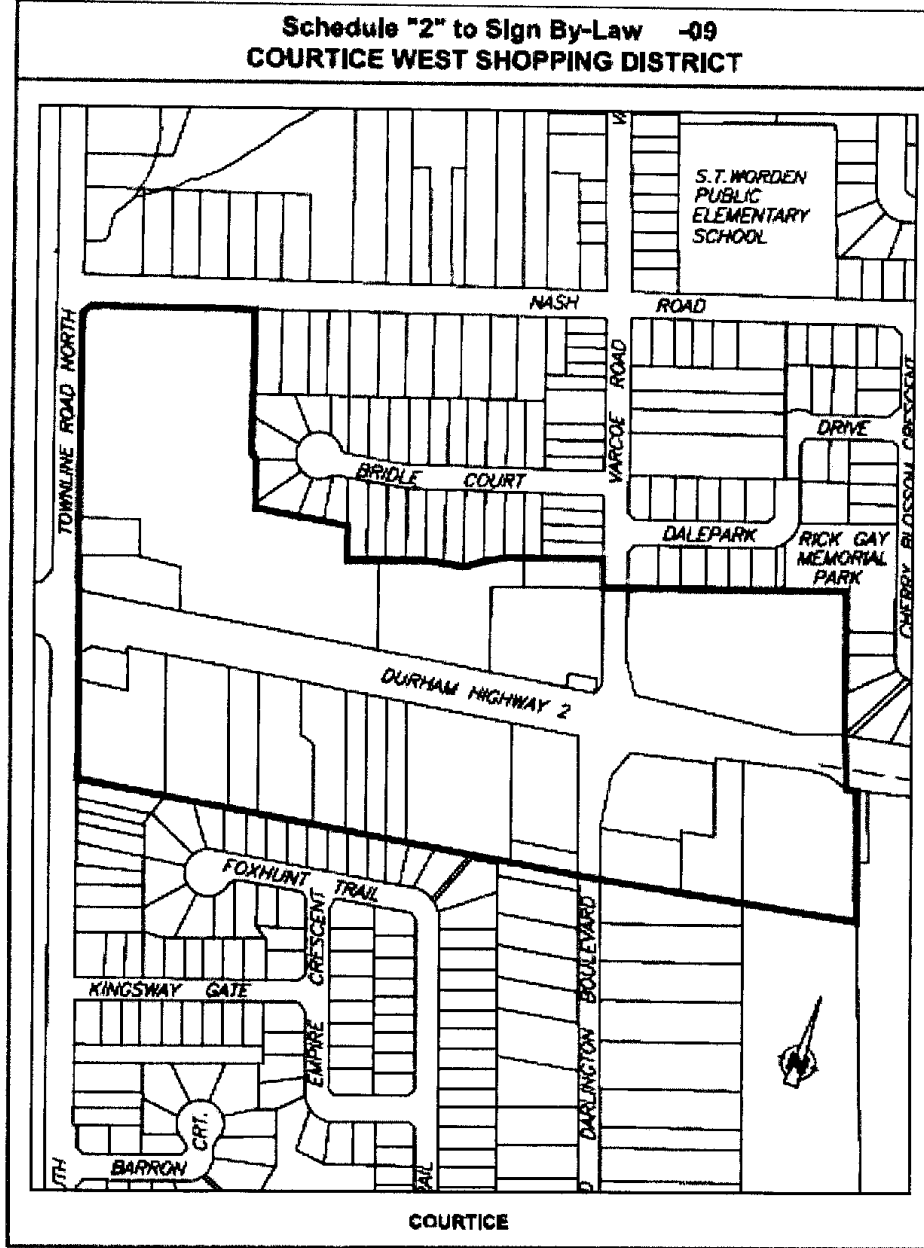 Schedule "2" to Sign By-Law -09
COURTICE WEST SHOPPING DISTRICT
S.T. WORDEN
PUBLIC
ELEMENTARY
SCHOOL
NASH ROAD
TOWNLINE ROAD NORTH
VARCOE ROAD
DRIVE
CHERRY BLOSSOM CRESCENT
BRIDLE COURT
DALEPARK
RICK GAY
MEMORIAL
PARK
DURHAM HIGHWAY 2
FOXHUNT TRAIL
EMPIRE CRESCENT
KINGSWAY GATE
DARLINGTON BOULEVARD
N
CRT.
BARRON
COURTICE